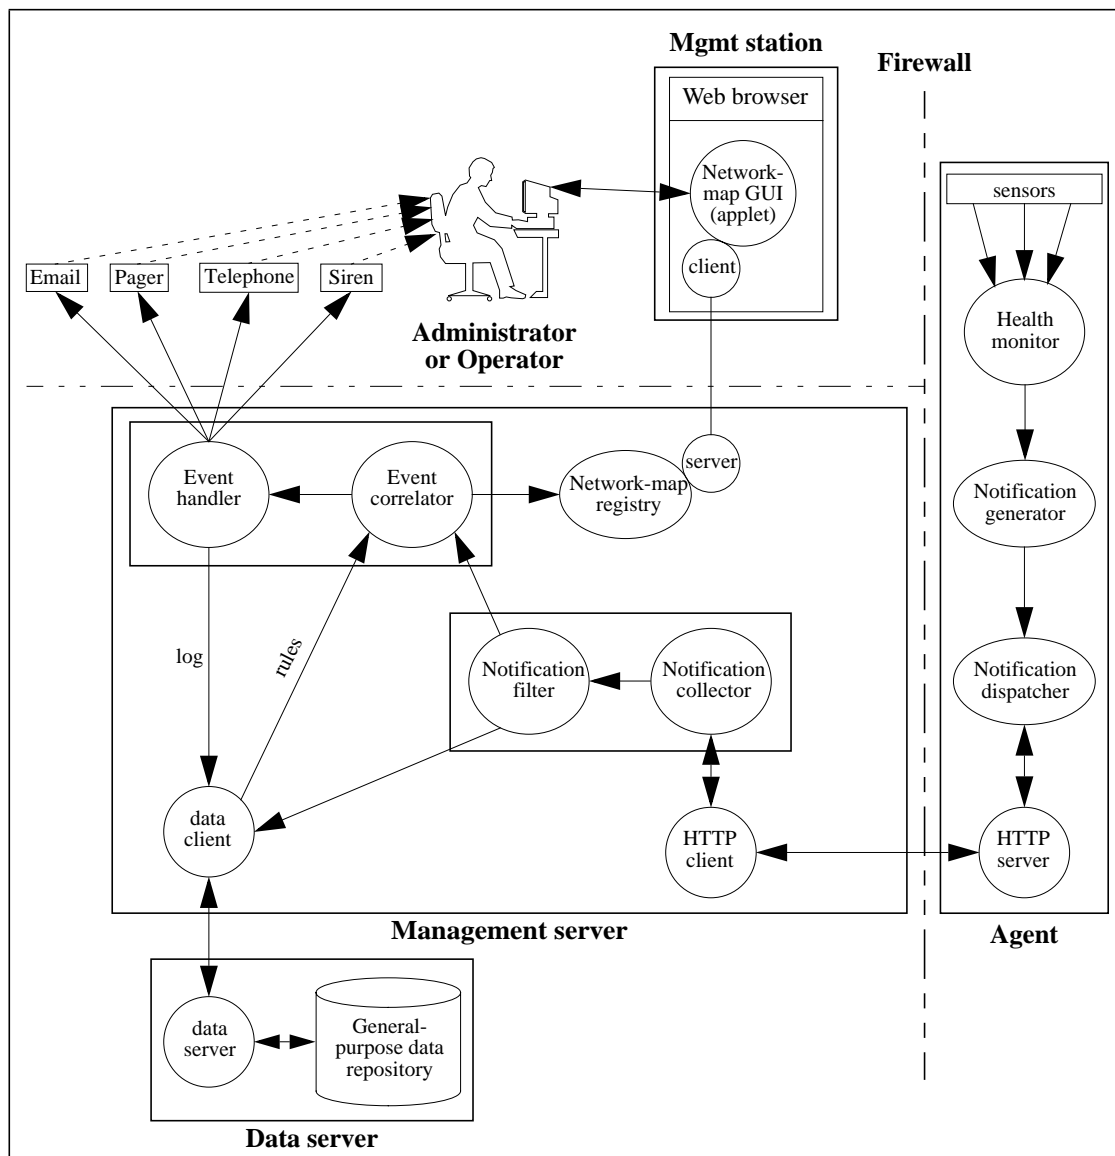 Mgmt station
Firewall
Web browser
Network-
map GUI
(applet)
client
sensors
Email
Pager
Telephone
Siren
Administrator
or Operator
Health
monitor
Event
handler
Event
correlator
Network-map
registry
server
Notification
generator
log
rules
Notification
filter
Notification
collector
Notification
dispatcher
data
client
HTTP
client
HTTP
server
Management server
Agent
data
server
General-
purpose data
repository
Data server